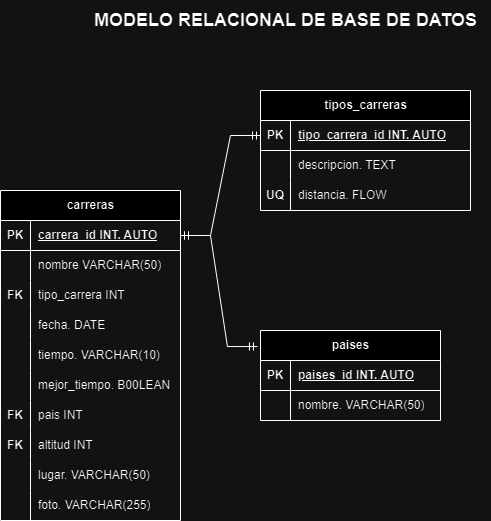 MODELO RELACIONAL DE BASE DE DATOS
tipos_carreras
PK tipo_carrera_id INT. AUTO
descripcion. TEXT
UQ distancia. FLOW
carreras
PK carrera_id INT. AUTO
nombre VARCHAR(50)
FK tipo_carrera INT
fecha. DATE
tiempo. VARCHAR(10)
mejor_tiempo. B00LEAN
FK pais INT
FK altitud INT
lugar. VARCHAR(50)
foto. VARCHAR(255)
paises
PK paises_id INT. AUTO
nombre. VARCHAR(50)